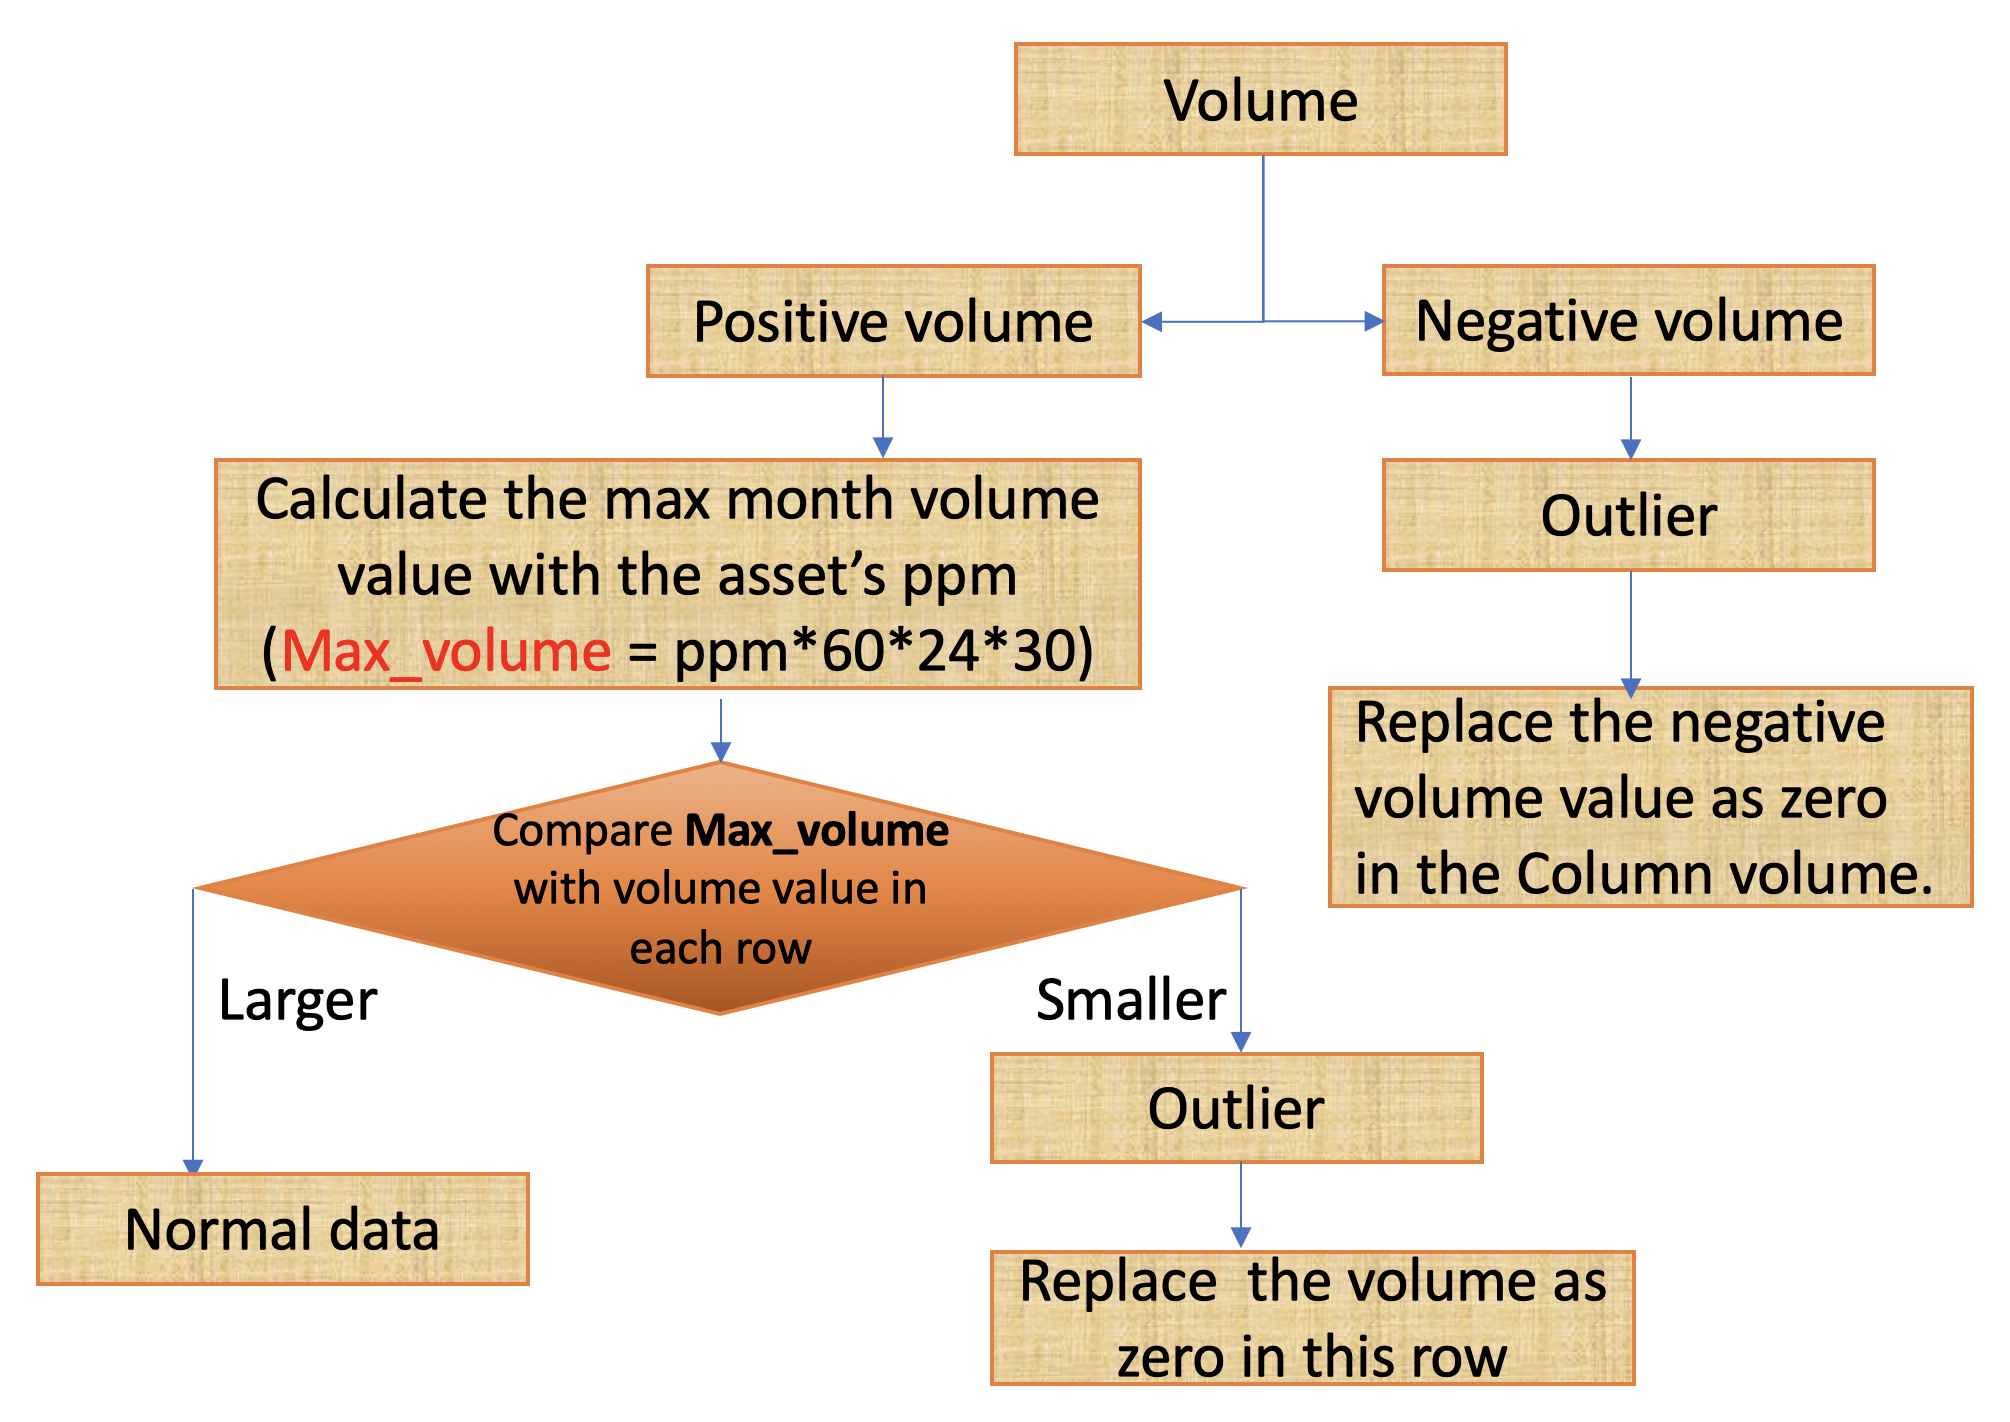 Volume
Positive volume
Negative volume
Calculate the max month volume
value with the asset’s ppm
(Max_volume = ppm*60*24*30)
Outlier
Replace the negative
volume value as zero
in the Column volume.
Compare Max_volume
with volume value in
each row
Larger
Smaller
Outlier
Normal data
Replace  the volume as
zero in this row